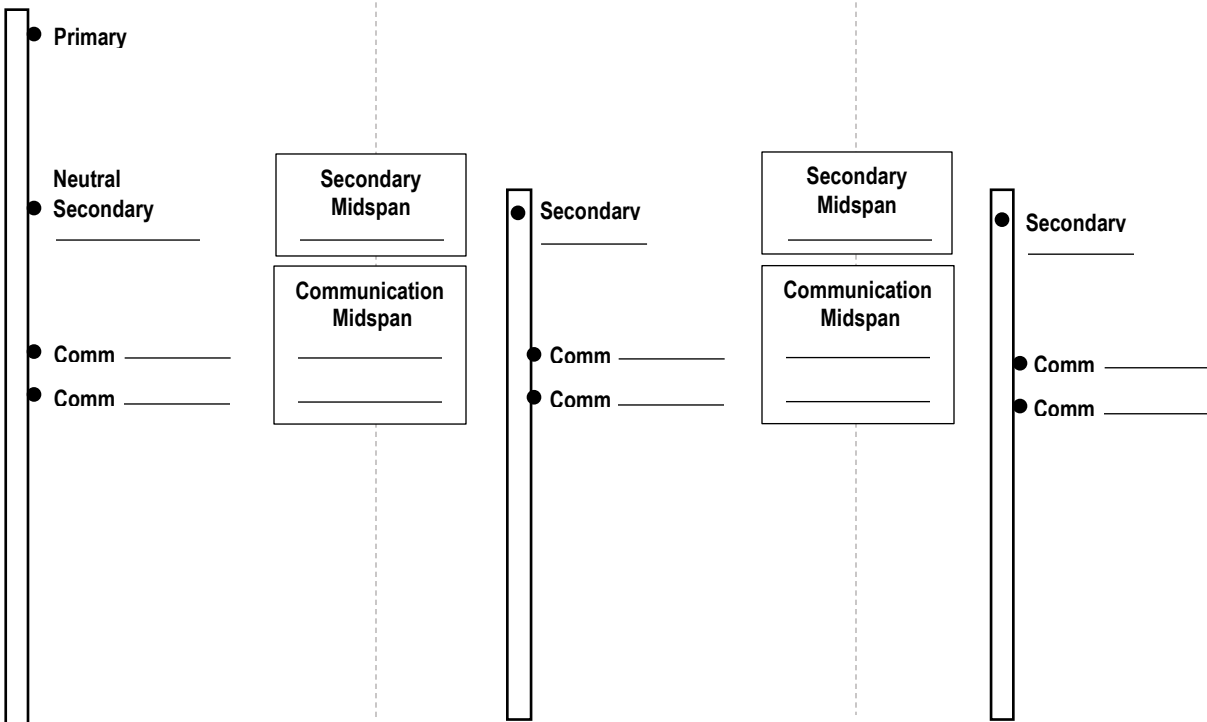 Primary
Neutral
Secondary
Secondary
Midspan
Communication
Midspan
Comm
Comm
Secondary
Comm
Comm
Secondary
Midspan
Communication
Midspan
Secondary
Comm
Comm